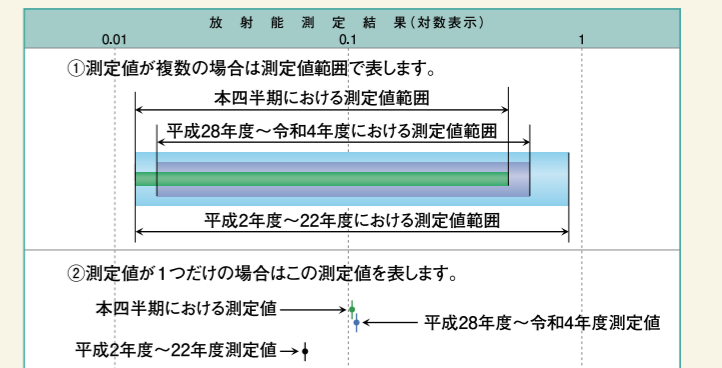 放射能測定結果(対数表示)
0.01 0.1 1
①測定値が複数の場合は測定値範囲で表します。
本四半期における測定値範囲
平成28年度～令和4年度における測定値範囲
平成2年度～22年度における測定値範囲
②測定値が1つだけの場合はこの測定値を表します。
本四半期における測定値
平成28年度～令和4年度測定値
平成2年度～22年度測定値